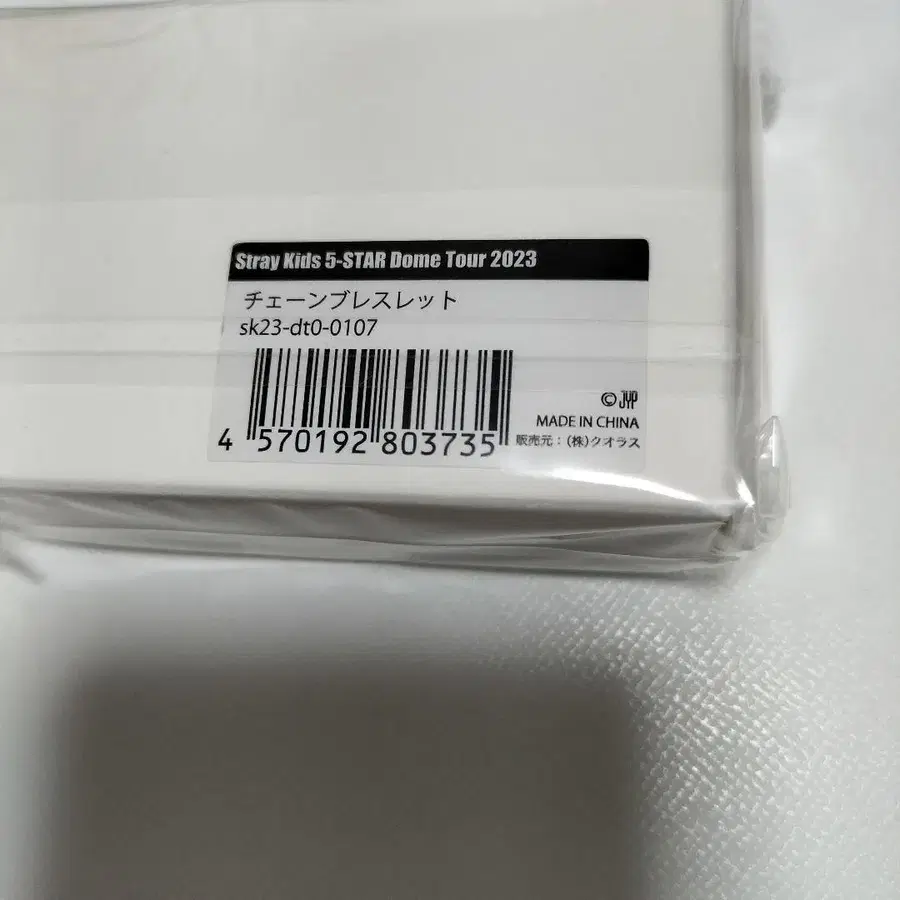 Stray Kids 5-STAR Dome Tour 2023
チェーンブレスレット
sk23-dt0-0107
4 570192 803735
© JYP
MADE IN CHINA
販売元：（株）クオラス